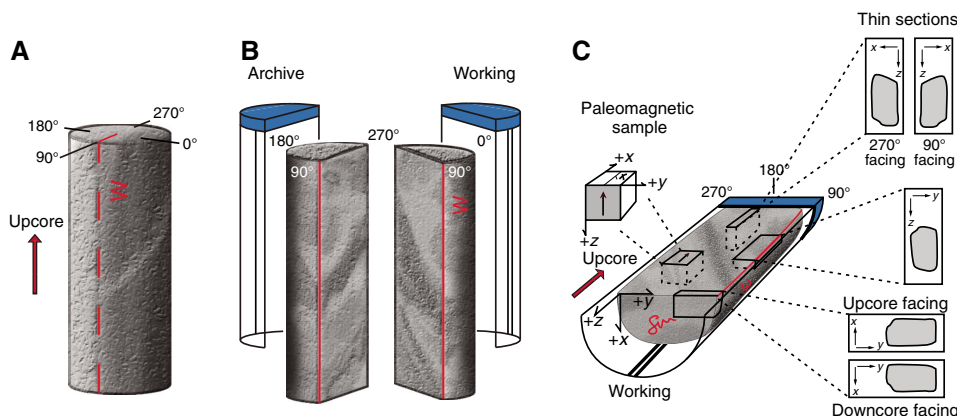 A
270°
180°
0°
90°
W
Upcore
B
Archive
Working
180°
270°
0°
90°
90°
W
C
Thin sections
x
z
x
z
270°
facing
90°
facing
Paleomagnetic
sample
+x
+y
+z
180°
270°
90°
Upcore
y
z
+y
+z
+x
Working
Upcore facing
x
y
y
x
Downcore facing